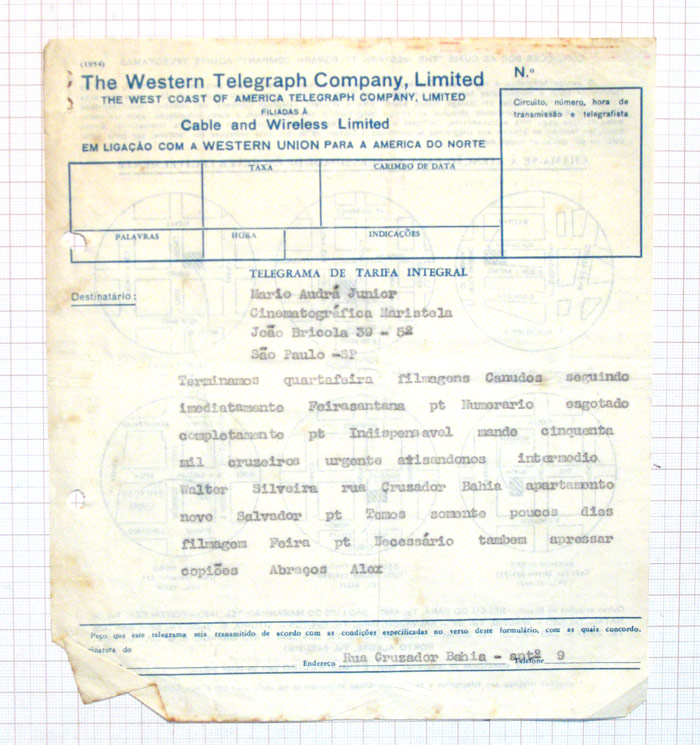 (1954)
The Western Telegraph Company, Limited
THE WEST COAST OF AMERICA TELEGRAPH COMPANY, LIMITED
FILIADAS À
Cable and Wireless Limited
EM LIGAÇÃO COM A WESTERN UNION PARA A AMERICA DO NORTE
N.º
Circuito, número, hora de
transmissão e telegrafista
TAXA
CARIMBO DE DATA
PALAVRAS
HORA
INDICAÇÕES
TELEGRAMA DE TARIFA INTEGRAL
Destinatário:
Mario Audrá Junior
Cinematográfica Maristela
João Bricola 39 - 5º
São Paulo -SP
Terminamos quartafeira filmagens Canudos seguindo
imediatamente Feirasantana pt Numerario esgotado
completamente pt Indispensavel mande cinquenta
mil cruzeiros urgente avisandonos intermedio
Walter Silveira rua Cruzador Bahia apartamento
nove Salvador pt Temos somente poucos dias
filmagem Feira pt Necessário tambem apressar
copiões Abraços Alex
Peço que este telegrama seja transmitido de acordo com as condições especificadas no verso deste formulário, com as quais concordo.
inatura do
Endereço Rua Cruzador Bahia - aptº 9
Telefone